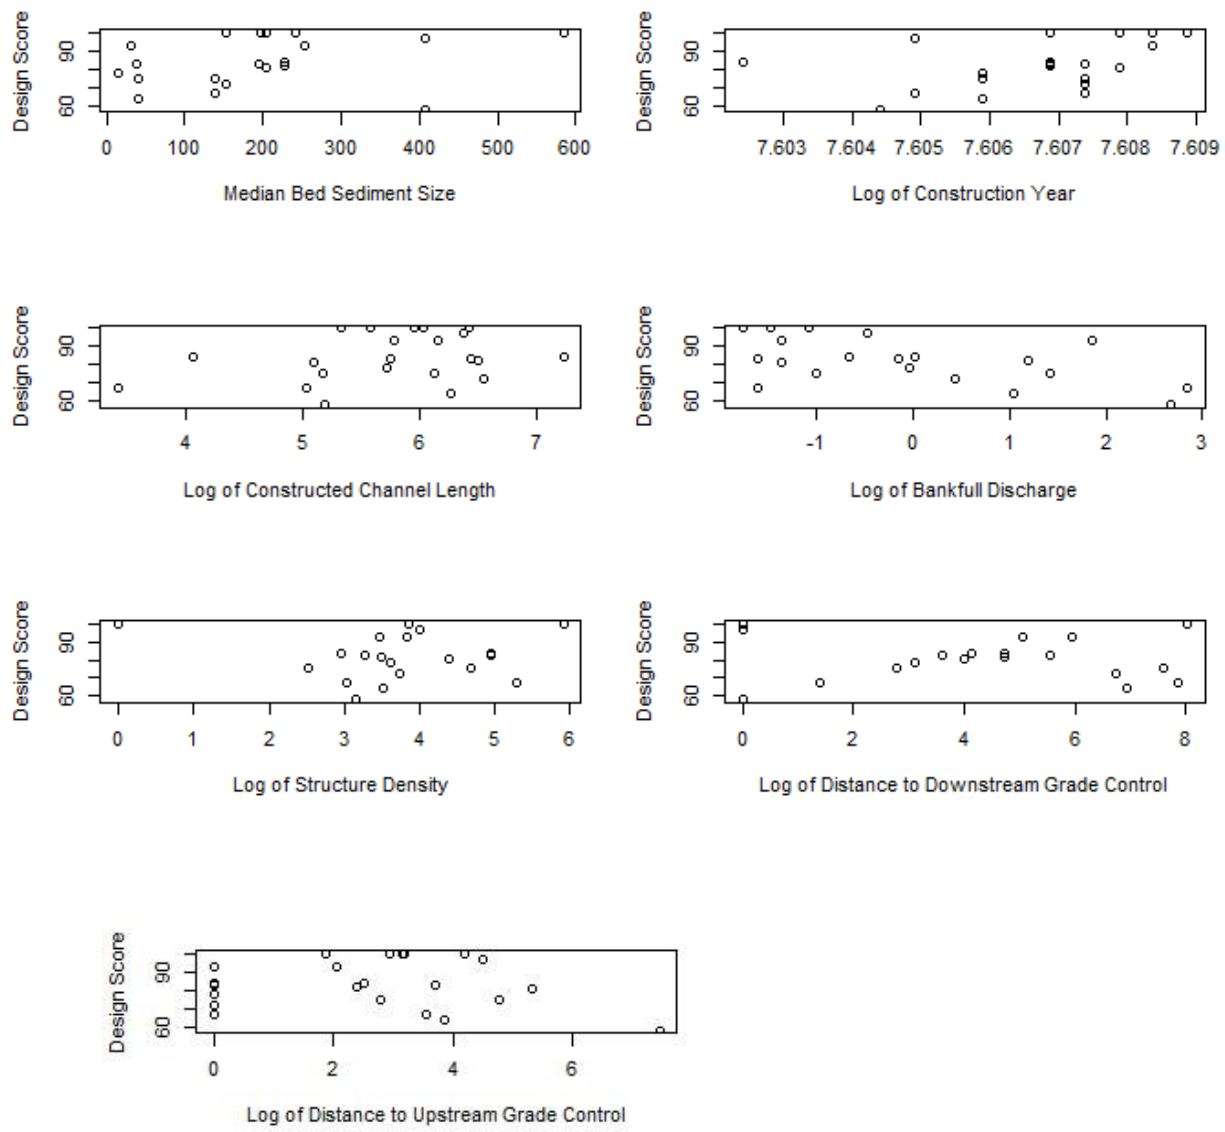 Design Score
90
60
0 100 200 300 400 500 600
Median Bed Sediment Size
Design Score
90
60
7.603 7.604 7.605 7.606 7.607 7.608 7.609
Log of Construction Year
Design Score
90
60
4 5 6 7
Log of Constructed Channel Length
Design Score
90
60
-1 0 1 2 3
Log of Bankfull Discharge
Design Score
90
60
0 1 2 3 4 5 6
Log of Structure Density
Design Score
90
60
0 2 4 6 8
Log of Distance to Downstream Grade Control
Design Score
90
60
0 2 4 6
Log of Distance to Upstream Grade Control